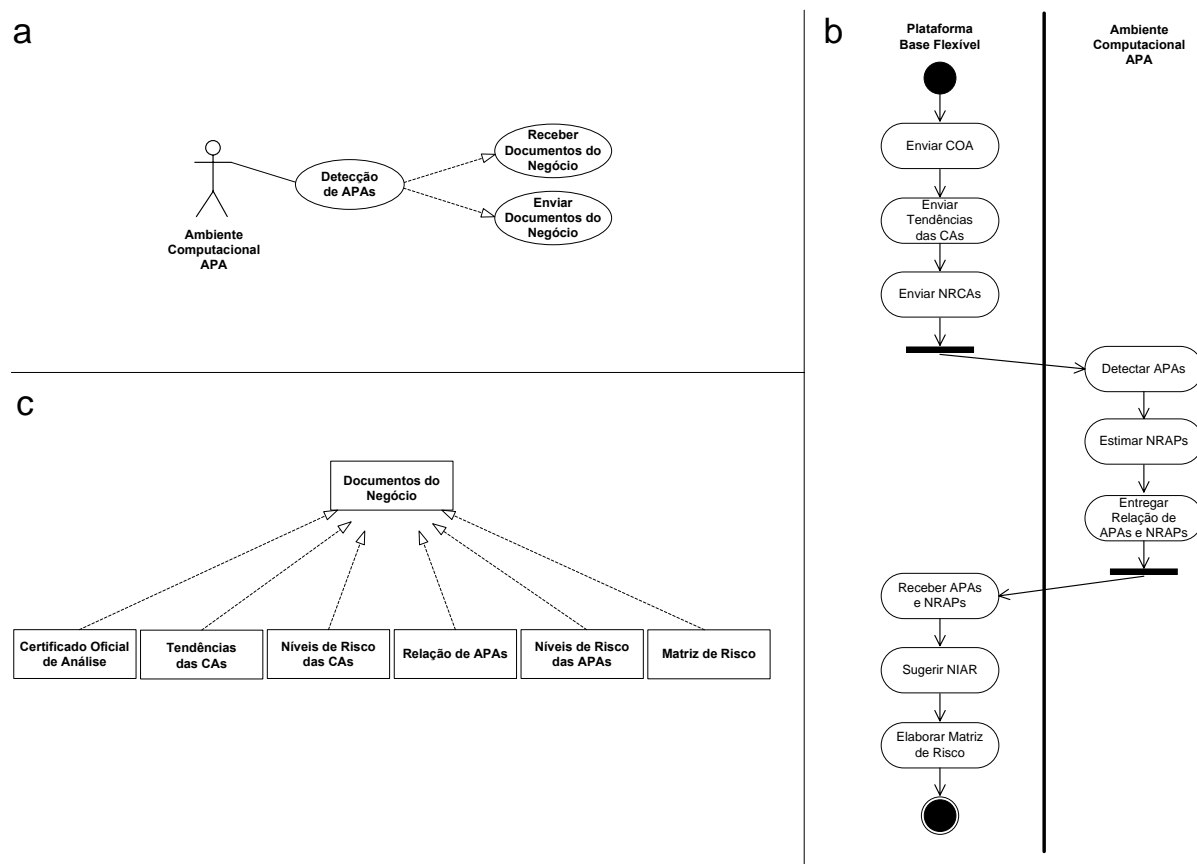 a
Receber
Documentos do
Negócio
Detecção
de APAs
Enviar
Documentos do
Negócio
Ambiente
Computacional
APA
b
Plataforma
Base Flexível
Ambiente
Computacional
APA
Enviar COA
Enviar
Tendências
das CAs
Enviar NRCAs
Detectar APAs
Estimar NRAPs
Entregar
Relação de
APAs e NRAPs
Receber APAs
e NRAPs
Sugerir NIAR
Elaborar Matriz
de Risco
c
Documentos do
Negócio
Certificado Oficial
de Análise
Tendências
das CAs
Níveis de Risco
das CAs
Relação de APAs
Níveis de Risco
das APAs
Matriz de Risco